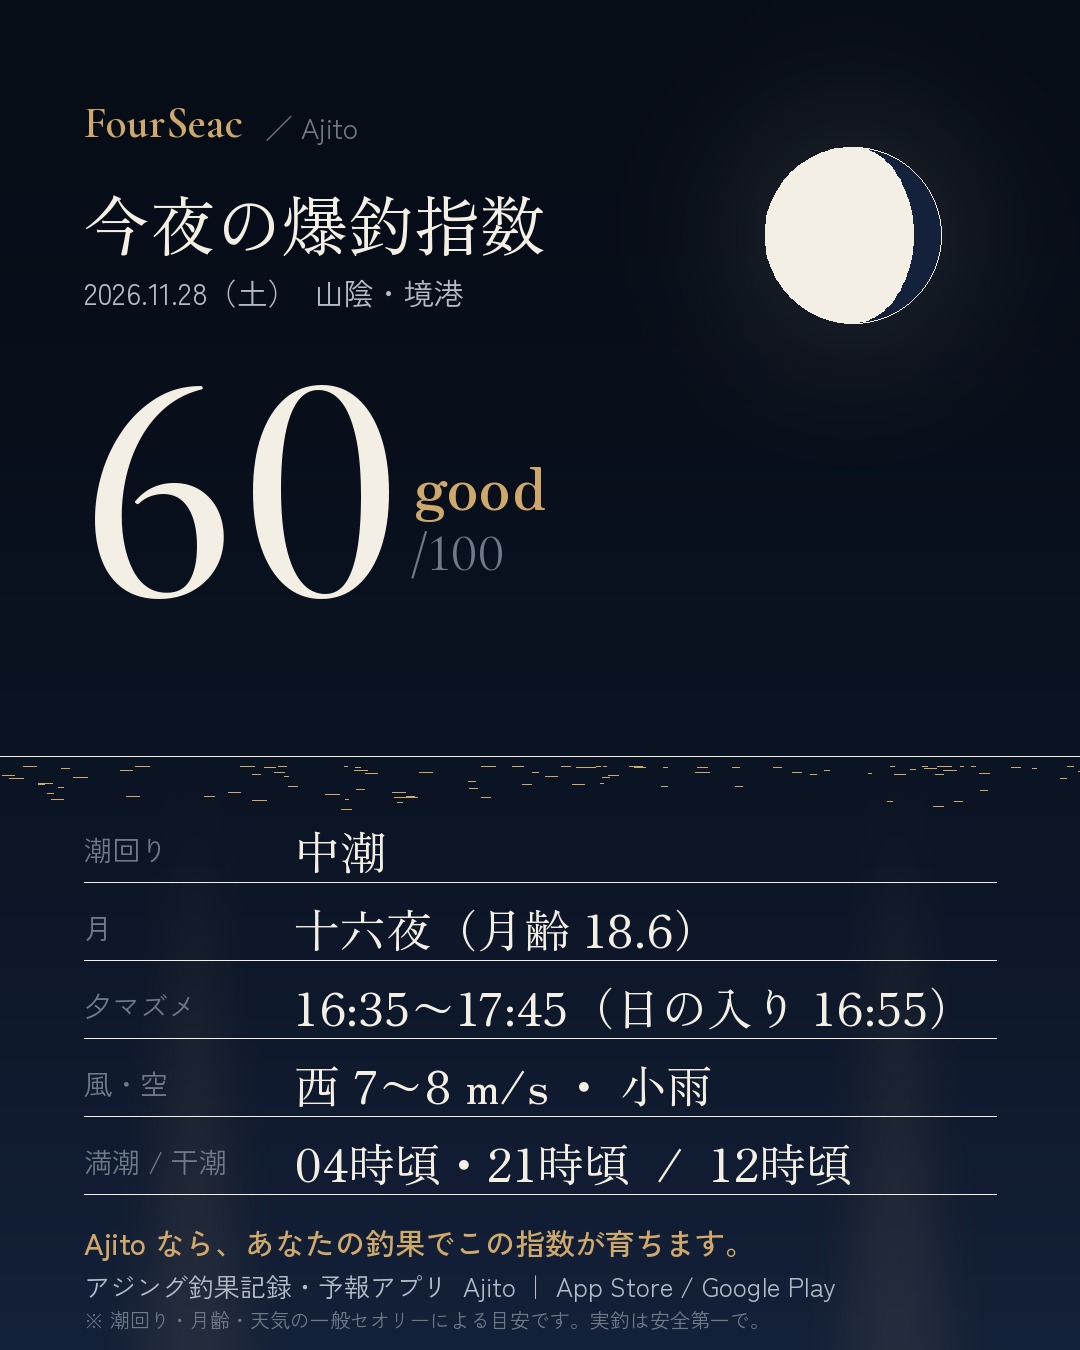 FourSeac ／ Ajito
今夜の爆釣指数
2026.11.28（土） 山陰・境港
60 good
/100
潮回り 中潮
月 十六夜（月齢 18.6）
夕マズメ 16:35〜17:45（日の入り 16:55）
風・空 西 7〜8 m/s ・ 小雨
満潮 / 干潮 04時頃・21時頃 ／ 12時頃
Ajito なら、あなたの釣果でこの指数が育ちます。
アジング釣果記録・予報アプリ Ajito ｜ App Store / Google Play
※ 潮回り・月齢・天気の一般セオリーによる目安です。実釣は安全第一で。